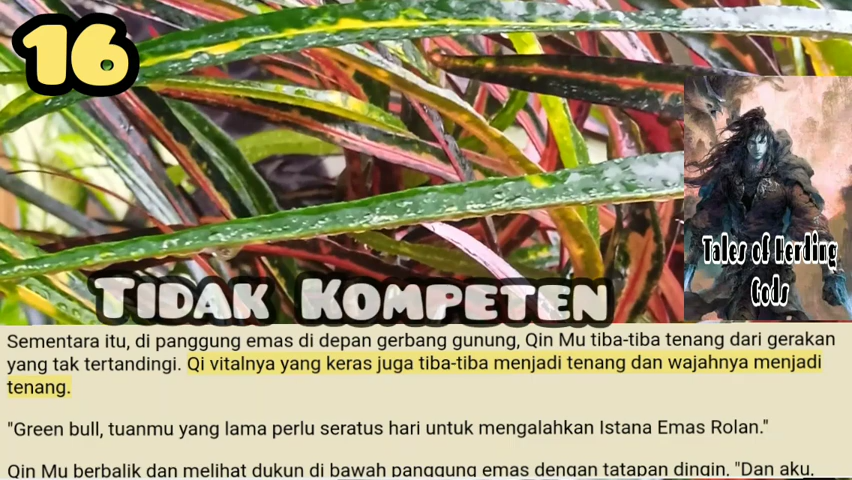 16
Tales of Herding
Gods
TIDAK KOMPETEN
Sementara itu, di panggung emas di depan gerbang gunung, Qin Mu tiba-tiba tenang dari gerakan
yang tak tertandingi. Qi vitalnya yang keras juga tiba-tiba menjadi tenang dan wajahnya menjadi
tenang.
"Green bull, tuanmu yang lama perlu seratus hari untuk mengalahkan Istana Emas Rolan."
Qin Mu berbalik dan melihat dukun di bawah panggung emas dengan tatapan dingin. "Dan aku,